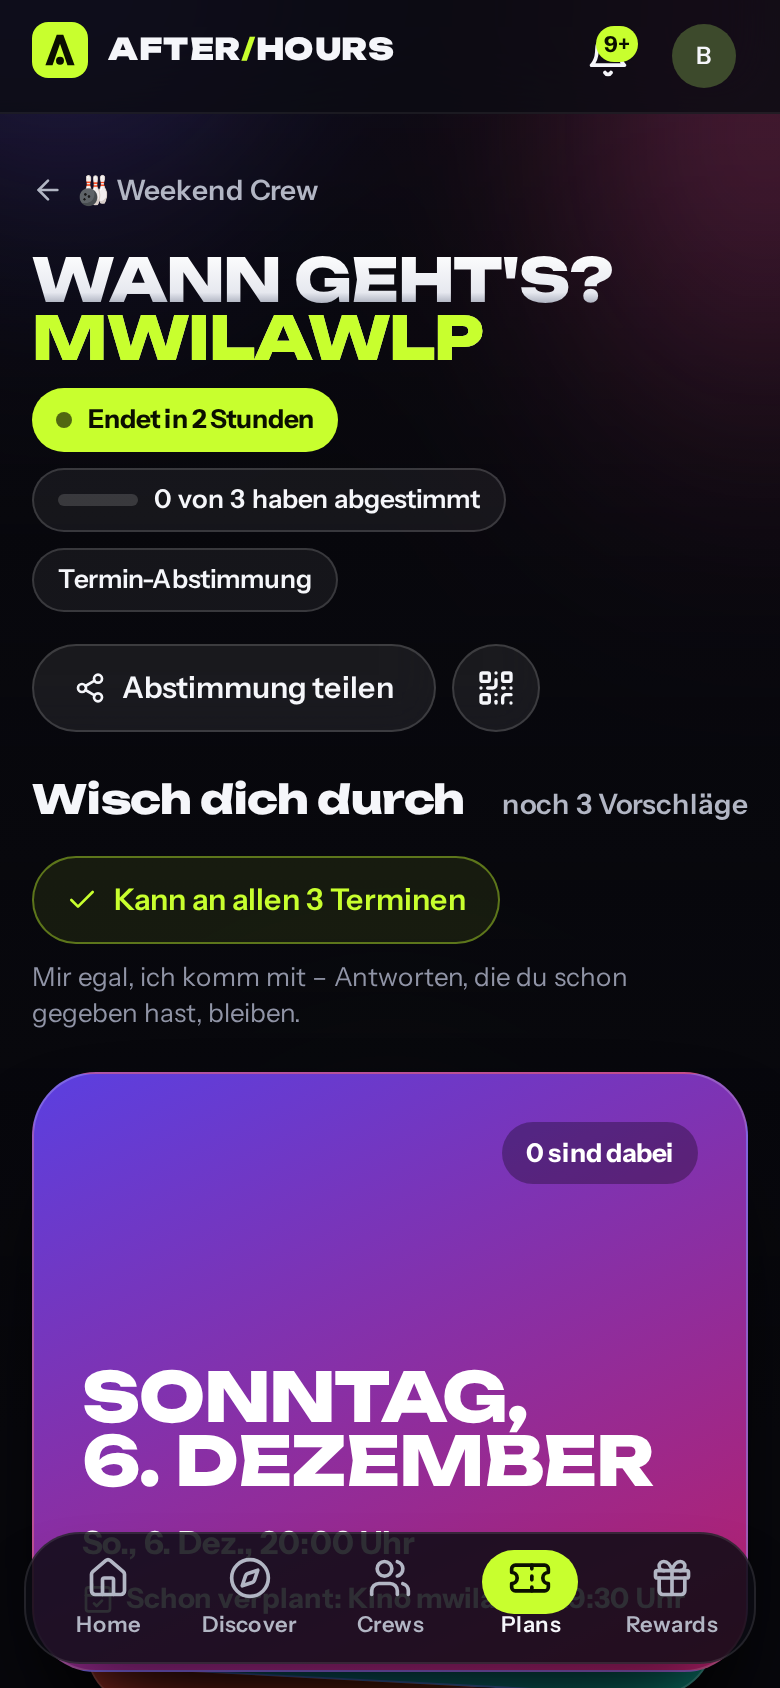 AFTER/HOURS
9+
B
Weekend Crew
WANN GEHT'S?
MWILAWLP
Endet in 2 Stunden
0 von 3 haben abgestimmt
Termin-Abstimmung
Abstimmung teilen
Wisch dich durch
noch 3 Vorschläge
Kann an allen 3 Terminen
Mir egal, ich komm mit – Antworten, die du schon
gegeben hast, bleiben.
0 sind dabei
SONNTAG,
6. DEZEMBER
So., 6. Dez., 20:00 Uhr
Schon verplant: Kino
Home
Discover
Crews
Plans
Rewards